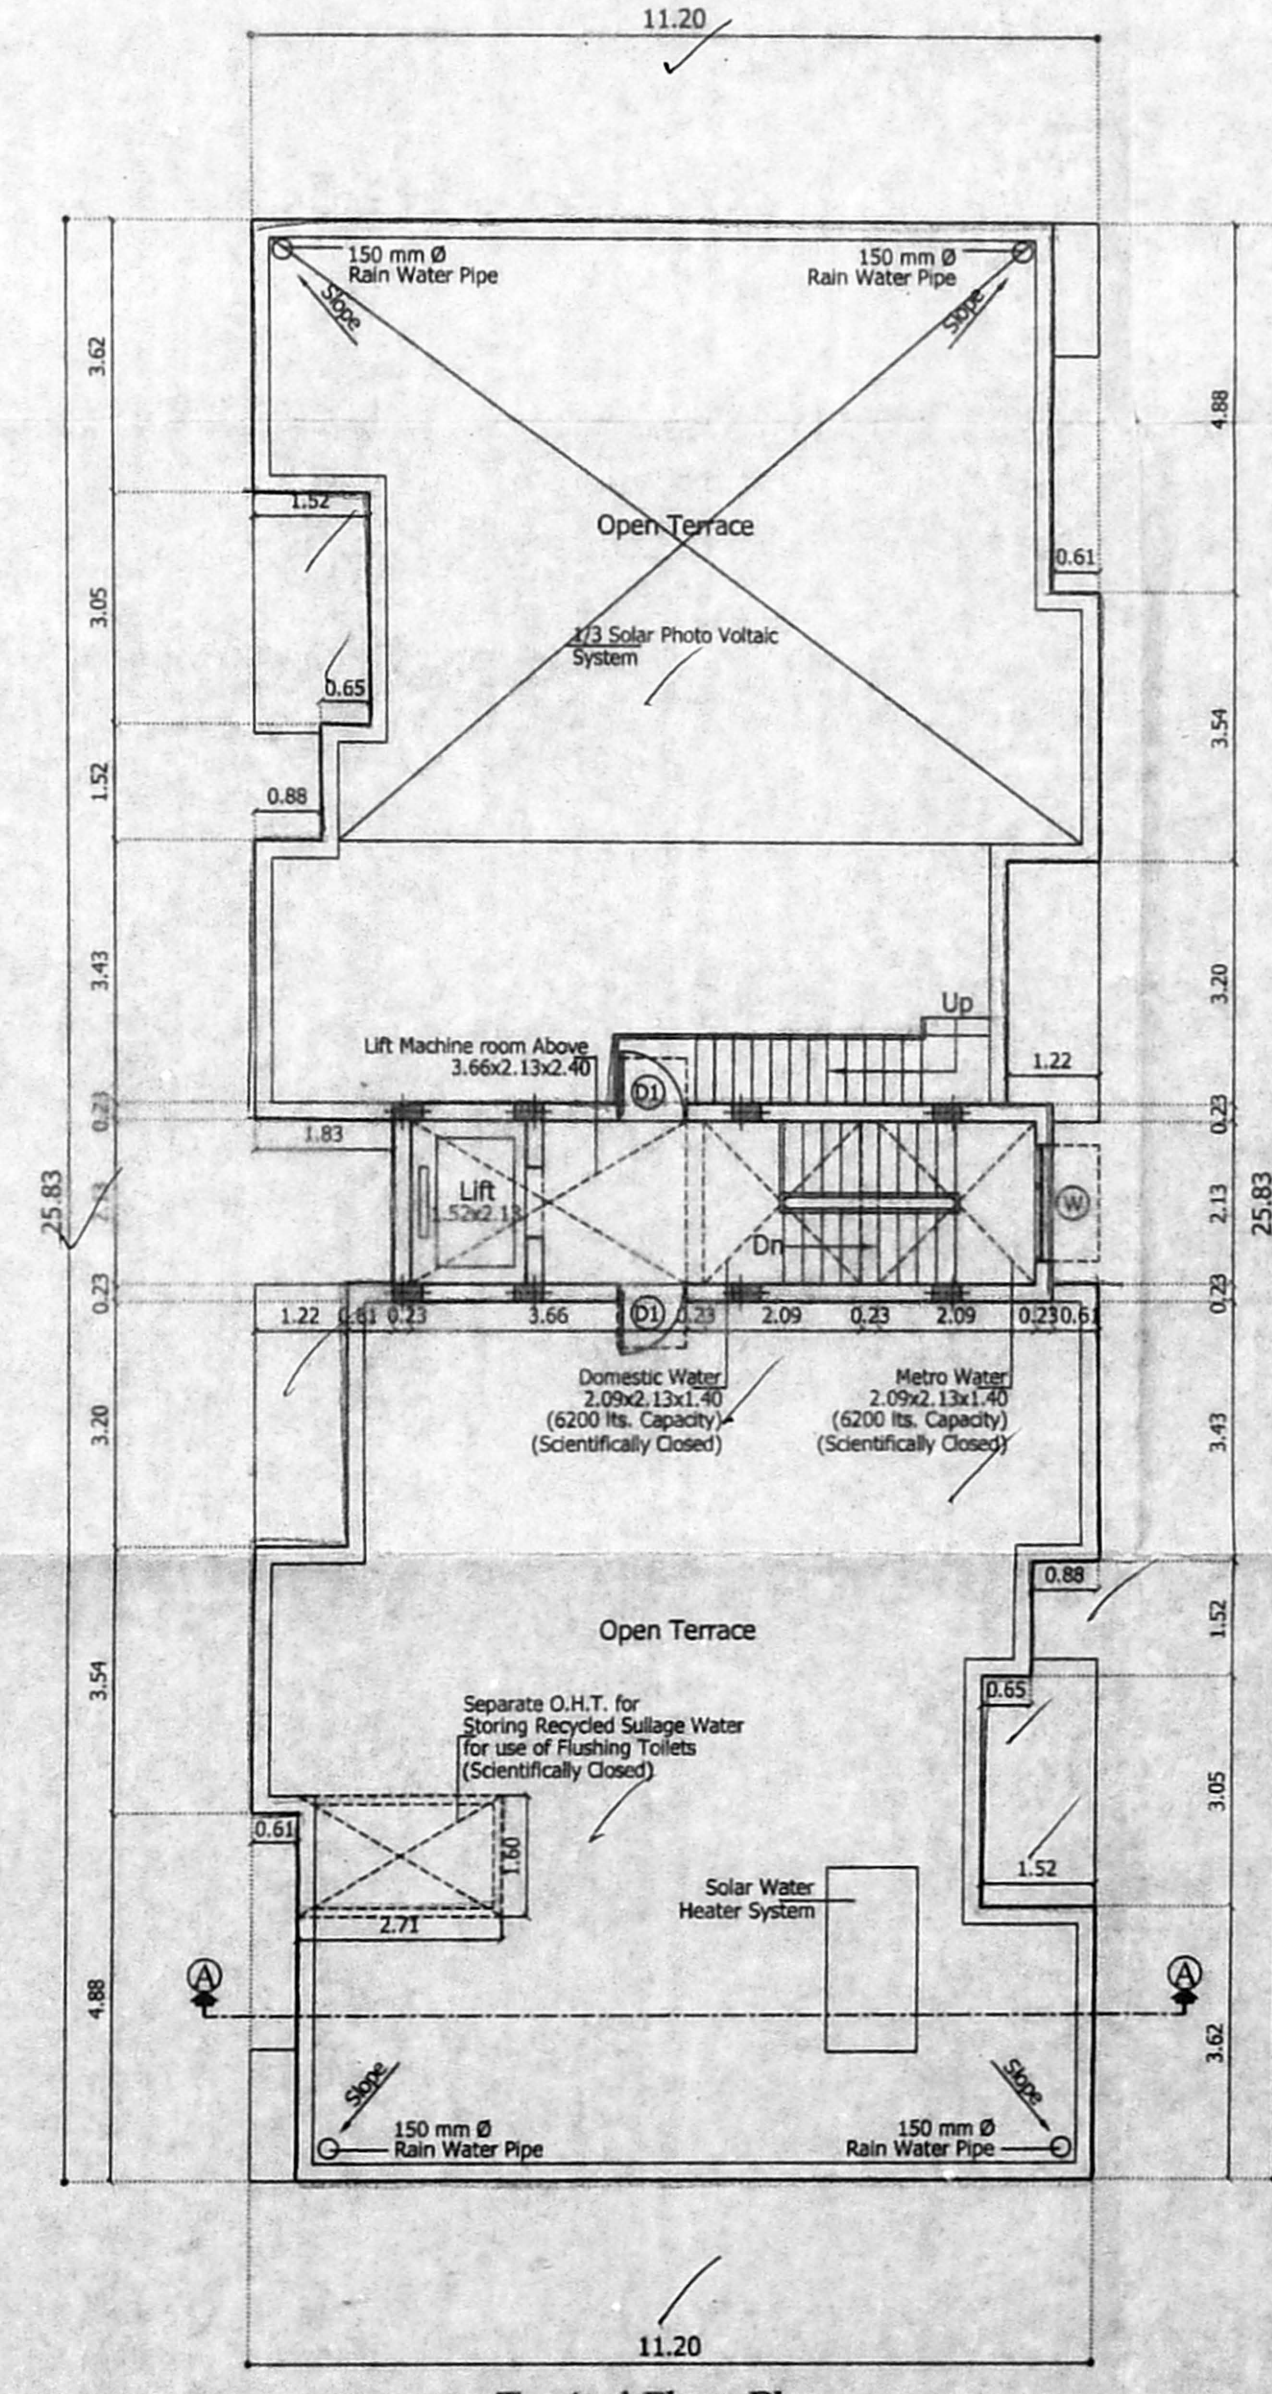 11.20
150 mm Ø
Rain Water Pipe
150 mm Ø
Rain Water Pipe
Slope
Slope
3.62
4.88
1.52
Open Terrace
0.61
3.05
1/3 Solar Photo Voltaic
System
0.65
3.54
1.52
0.88
3.43
3.20
Up
Lift Machine room Above
3.66x2.13x2.40
D1
1.22
0.23
0.23
1.83
25.83
Lift
1.52x2.13
W
2.13
25.83
Dn
0.23
0.23
1.22
0.61
0.23
3.66
D1
0.23
2.09
0.23
2.09
0.23
0.61
Domestic Water
2.09x2.13x1.40
(6200 lts. Capacity)
(Scientifically Closed)
Metro Water
2.09x2.13x1.40
(6200 lts. Capacity)
(Scientifically Closed)
3.20
3.43
0.88
1.52
Open Terrace
3.54
0.65
Separate O.H.T. for
Storing Recycled Sullage Water
for use of Flushing Toilets
(Scientifically Closed)
3.05
0.61
1.60
1.52
Solar Water
Heater System
2.71
A
A
4.88
3.62
Slope
Slope
150 mm Ø
Rain Water Pipe
150 mm Ø
Rain Water Pipe
11.20